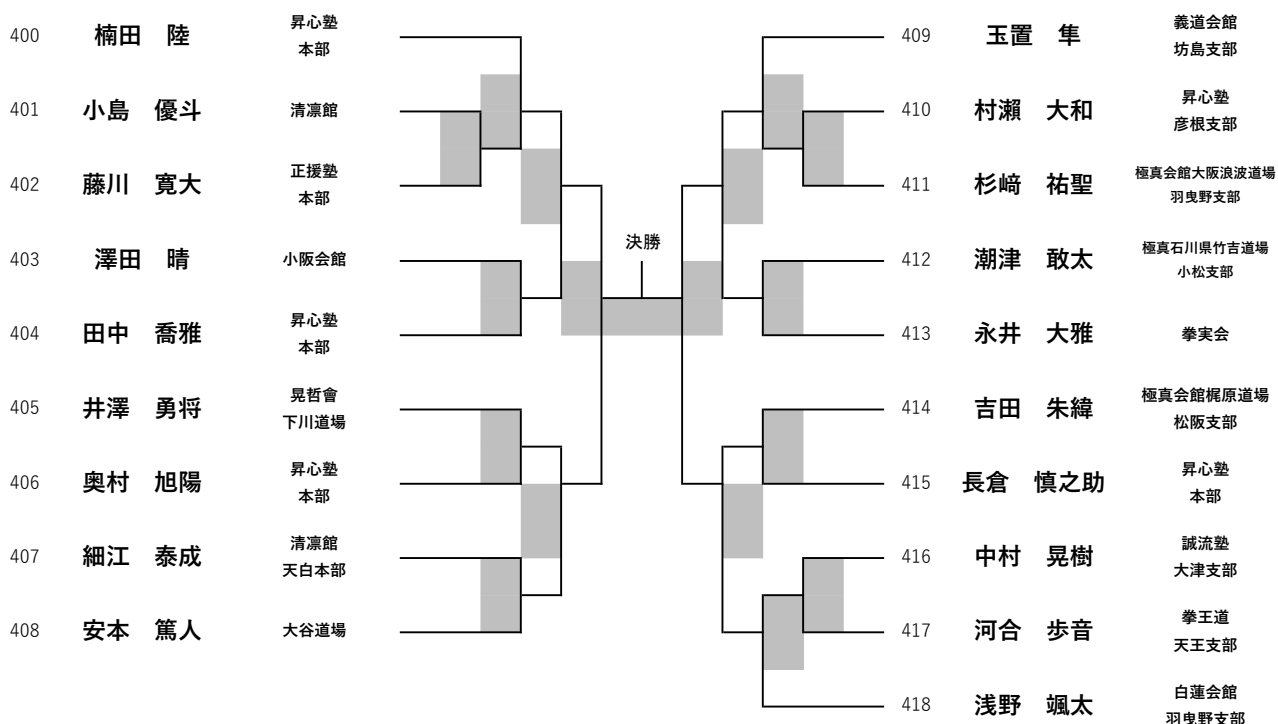 400 楠田 陸 昇心塾
本部
401 小島 優斗 清凛館
402 藤川 寛大 正援塾
本部
403 澤田 晴 小阪会館
404 田中 喬雅 昇心塾
本部
405 井澤 勇将 晃哲會
下川道場
406 奥村 旭陽 昇心塾
本部
407 細江 泰成 清凛館
天白本部
408 安本 篤人 大谷道場
決勝
409 玉置 隼 義道会館
坊島支部
410 村瀨 大和 昇心塾
彦根支部
411 杉﨑 祐聖 極真会館大阪浪波道場
羽曳野支部
412 潮津 敢太 極真石川県竹吉道場
小松支部
413 永井 大雅 拳実会
414 吉田 朱緯 極真会館梶原道場
松阪支部
415 長倉 慎之助 昇心塾
本部
416 中村 晃樹 誠流塾
大津支部
417 河合 歩音 拳王道
天王支部
418 浅野 颯太 白蓮会館
羽曳野支部